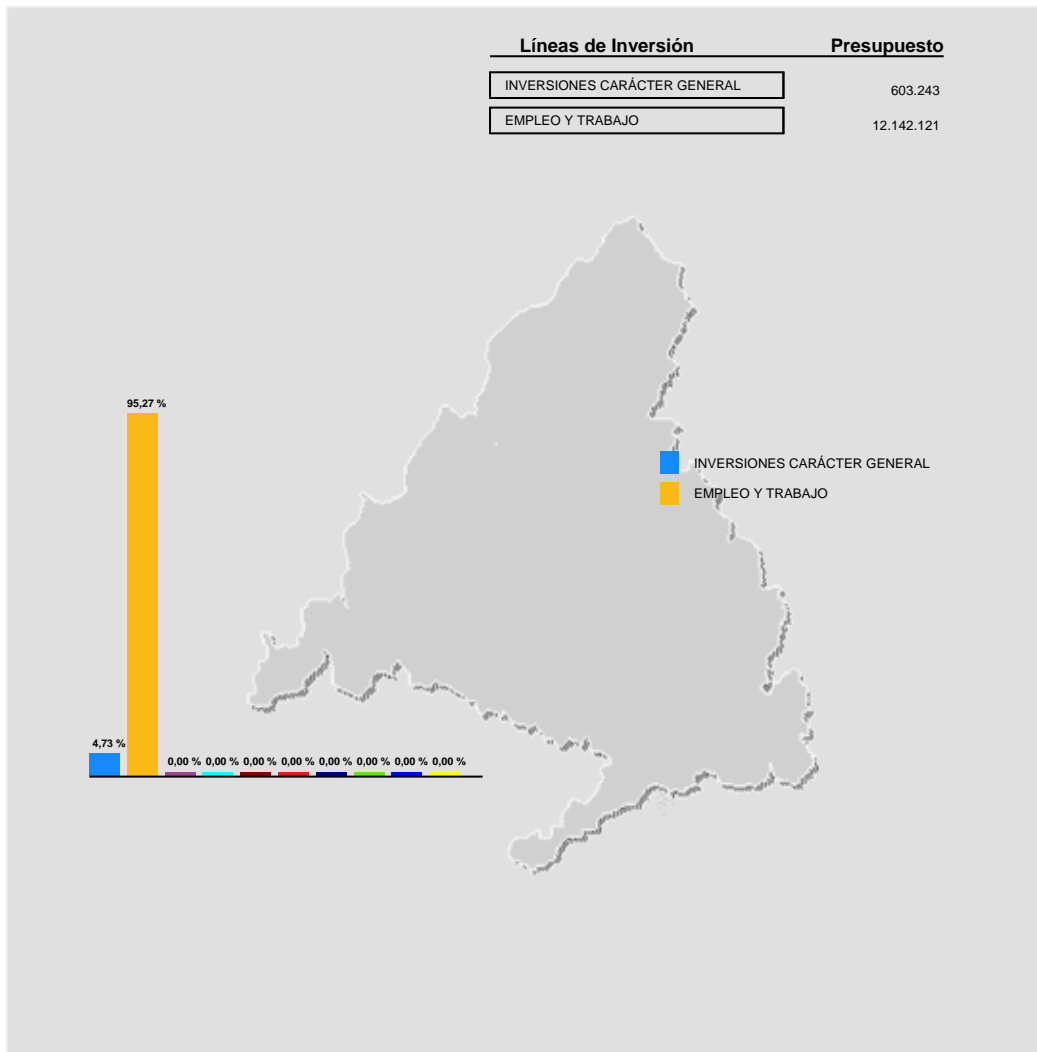 Líneas de Inversión Presupuesto
INVERSIONES CARÁCTER GENERAL 603.243
EMPLEO Y TRABAJO 12.142.121
95,27 %
INVERSIONES CARÁCTER GENERAL
EMPLEO Y TRABAJO
4,73 %
0,00 % 0,00 % 0,00 % 0,00 % 0,00 % 0,00 % 0,00 % 0,00 %